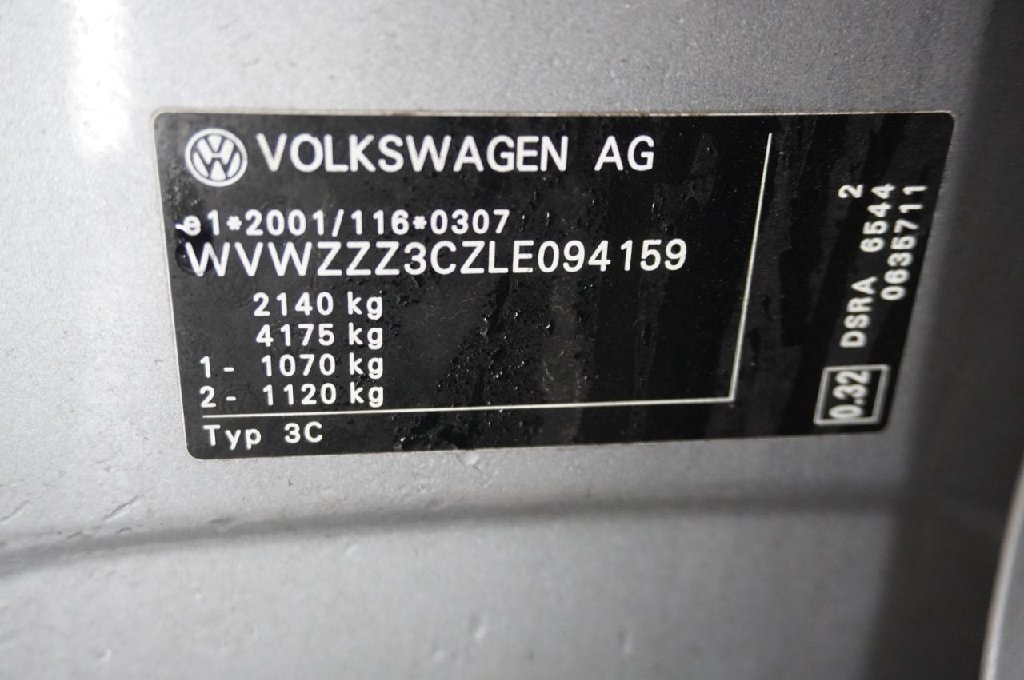 VOLKSWAGEN AG
e1*2001/116*0307
WVWZZZ3CZLE094159
2140 kg
4175 kg
1- 1070 kg
2- 1120 kg
Typ 3C
0.32 DSRA 6544 2
0635711